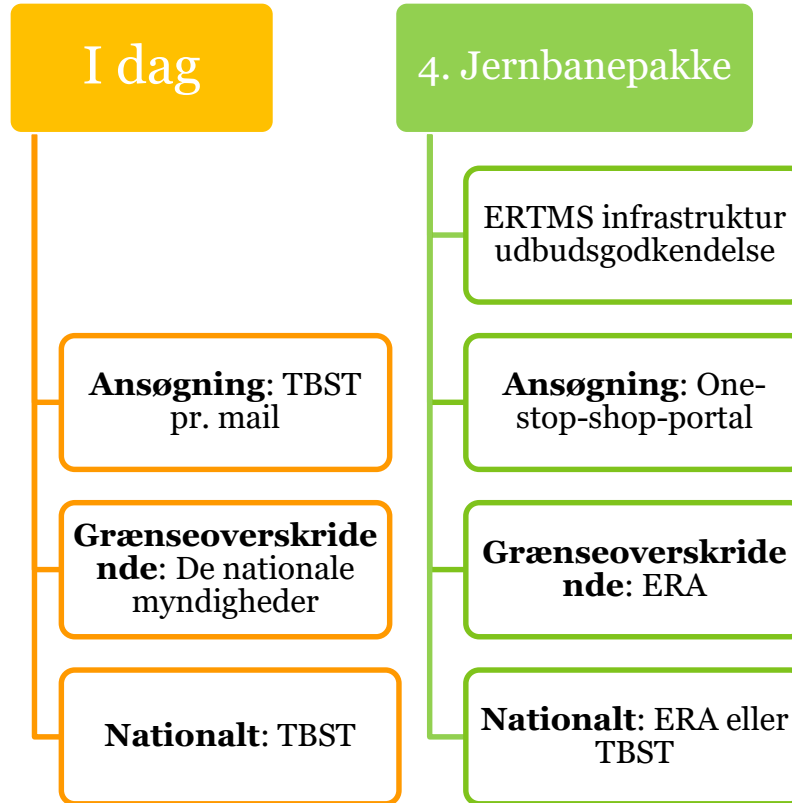 I dag
Ansøgning: TBST
pr. mail
Grænseoverskride
nde: De nationale
myndigheder
Nationalt: TBST
4. Jernbanepakke
ERTMS infrastruktur
udbudsgodkendelse
Ansøgning: One-
stop-shop-portal
Grænseoverskride
nde: ERA
Nationalt: ERA eller
TBST